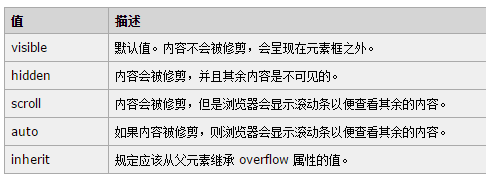 值 描述
visible 默认值。内容不会被修剪，会呈现在元素框之外。
hidden 内容会被修剪，并且其余内容是不可见的。
scroll 内容会被修剪，但是浏览器会显示滚动条以便查看其余的内容。
auto 如果内容被修剪，则浏览器会显示滚动条以便查看其余的内容。
inherit 规定应该从父元素继承 overflow 属性的值。